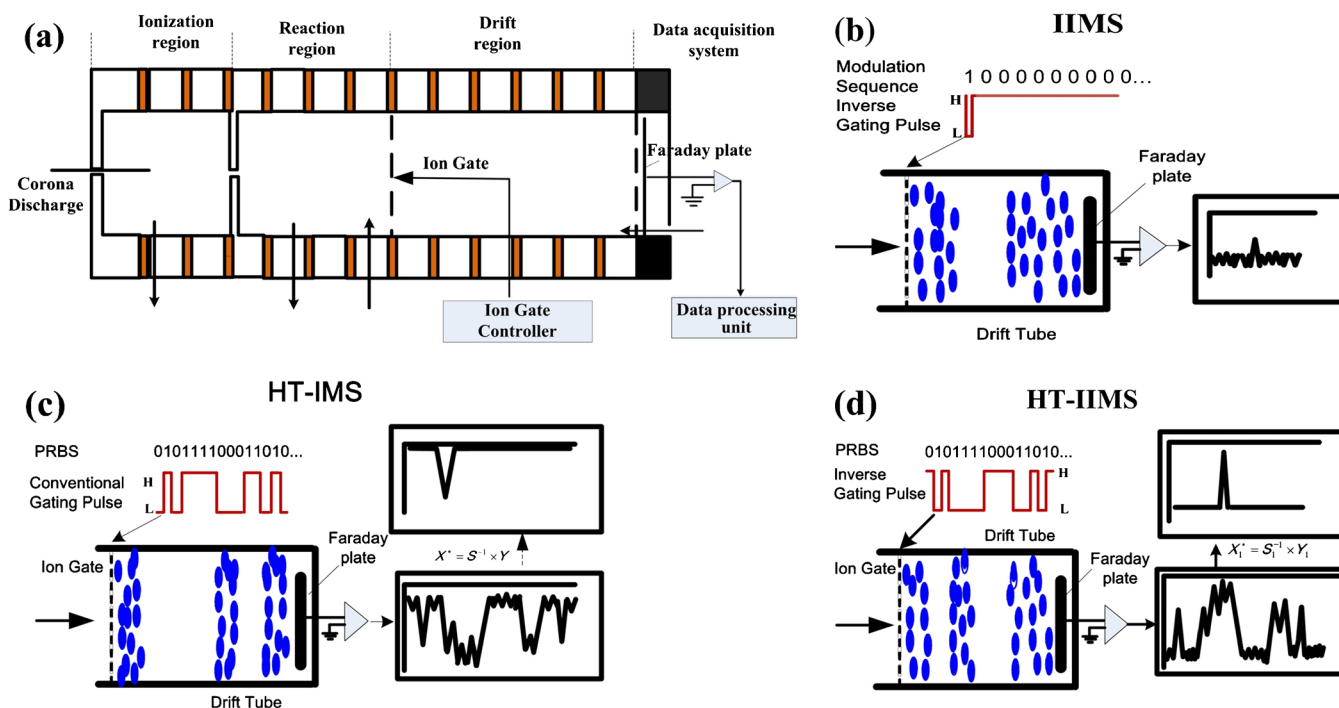 (a)
Ionization
region
Reaction
region
Drift
region
Data acquisition
system
Corona
Discharge
Ion Gate
Faraday plate
Ion Gate
Controller
Data processing
unit
(b)
IIMS
Modulation
Sequence
Inverse
Gating Pulse
1 0 0 0 0 0 0 0 0 0...
H
L
Faraday
plate
Drift Tube
(c)
HT-IMS
PRBS
010111100011010...
Conventional
Gating Pulse
H
L
Ion Gate
Faraday
plate
X* = S⁻¹ × Y
Drift Tube
(d)
HT-IIMS
PRBS
010111100011010...
Inverse
Gating Pulse
H
L
Drift Tube
Ion Gate
Faraday
plate
X₁* = S₁⁻¹ × Y₁